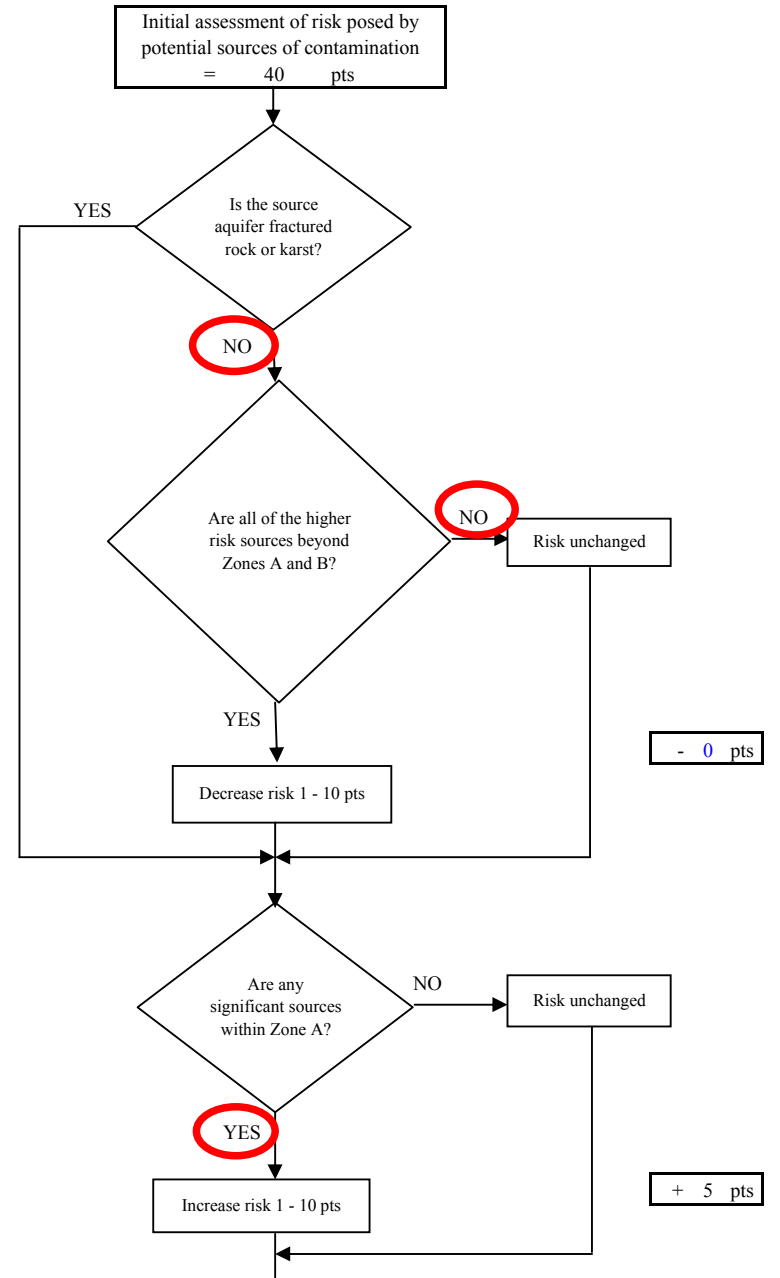 Initial assessment of risk posed by
potential sources of contamination
= 40 pts
YES
Is the source
aquifer fractured
rock or karst?
NO
Are all of the higher
risk sources beyond
Zones A and B?
NO
Risk unchanged
YES
- 0 pts
Decrease risk 1 - 10 pts
Are any
significant sources
within Zone A?
NO
Risk unchanged
YES
Increase risk 1 - 10 pts
+ 5 pts